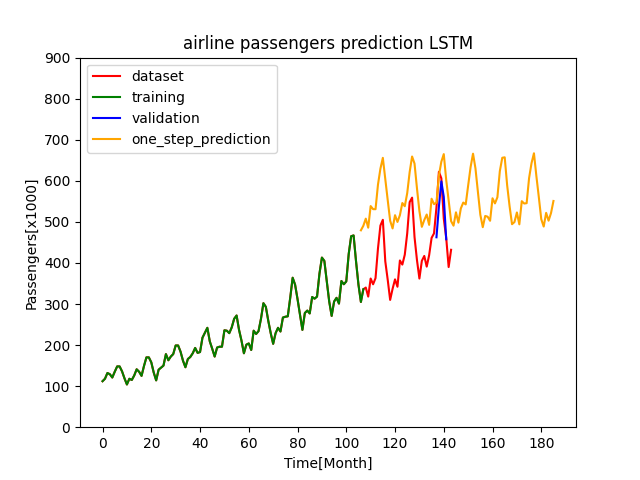 airline passengers prediction LSTM
900
800
700
600
500
400
300
200
100
0
Passengers[x1000]
dataset
training
validation
one_step_prediction
0 20 40 60 80 100 120 140 160 180
Time[Month]